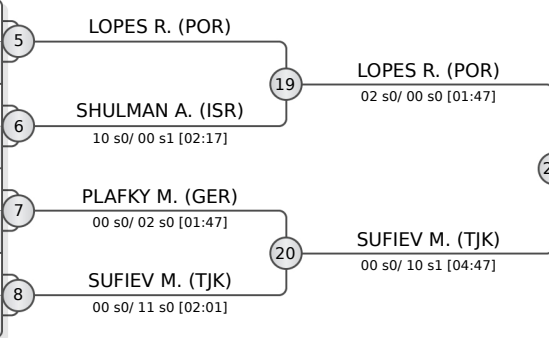 LOPES R. (POR)
5
19
LOPES R. (POR)
02 s0/ 00 s0 [01:47]
SHULMAN A. (ISR)
6
10 s0/ 00 s1 [02:17]
PLAFKY M. (GER)
7
00 s0/ 02 s0 [01:47]
20
SUFIEV M. (TJK)
00 s0/ 10 s1 [04:47]
SUFIEV M. (TJK)
8
00 s0/ 11 s0 [02:01]